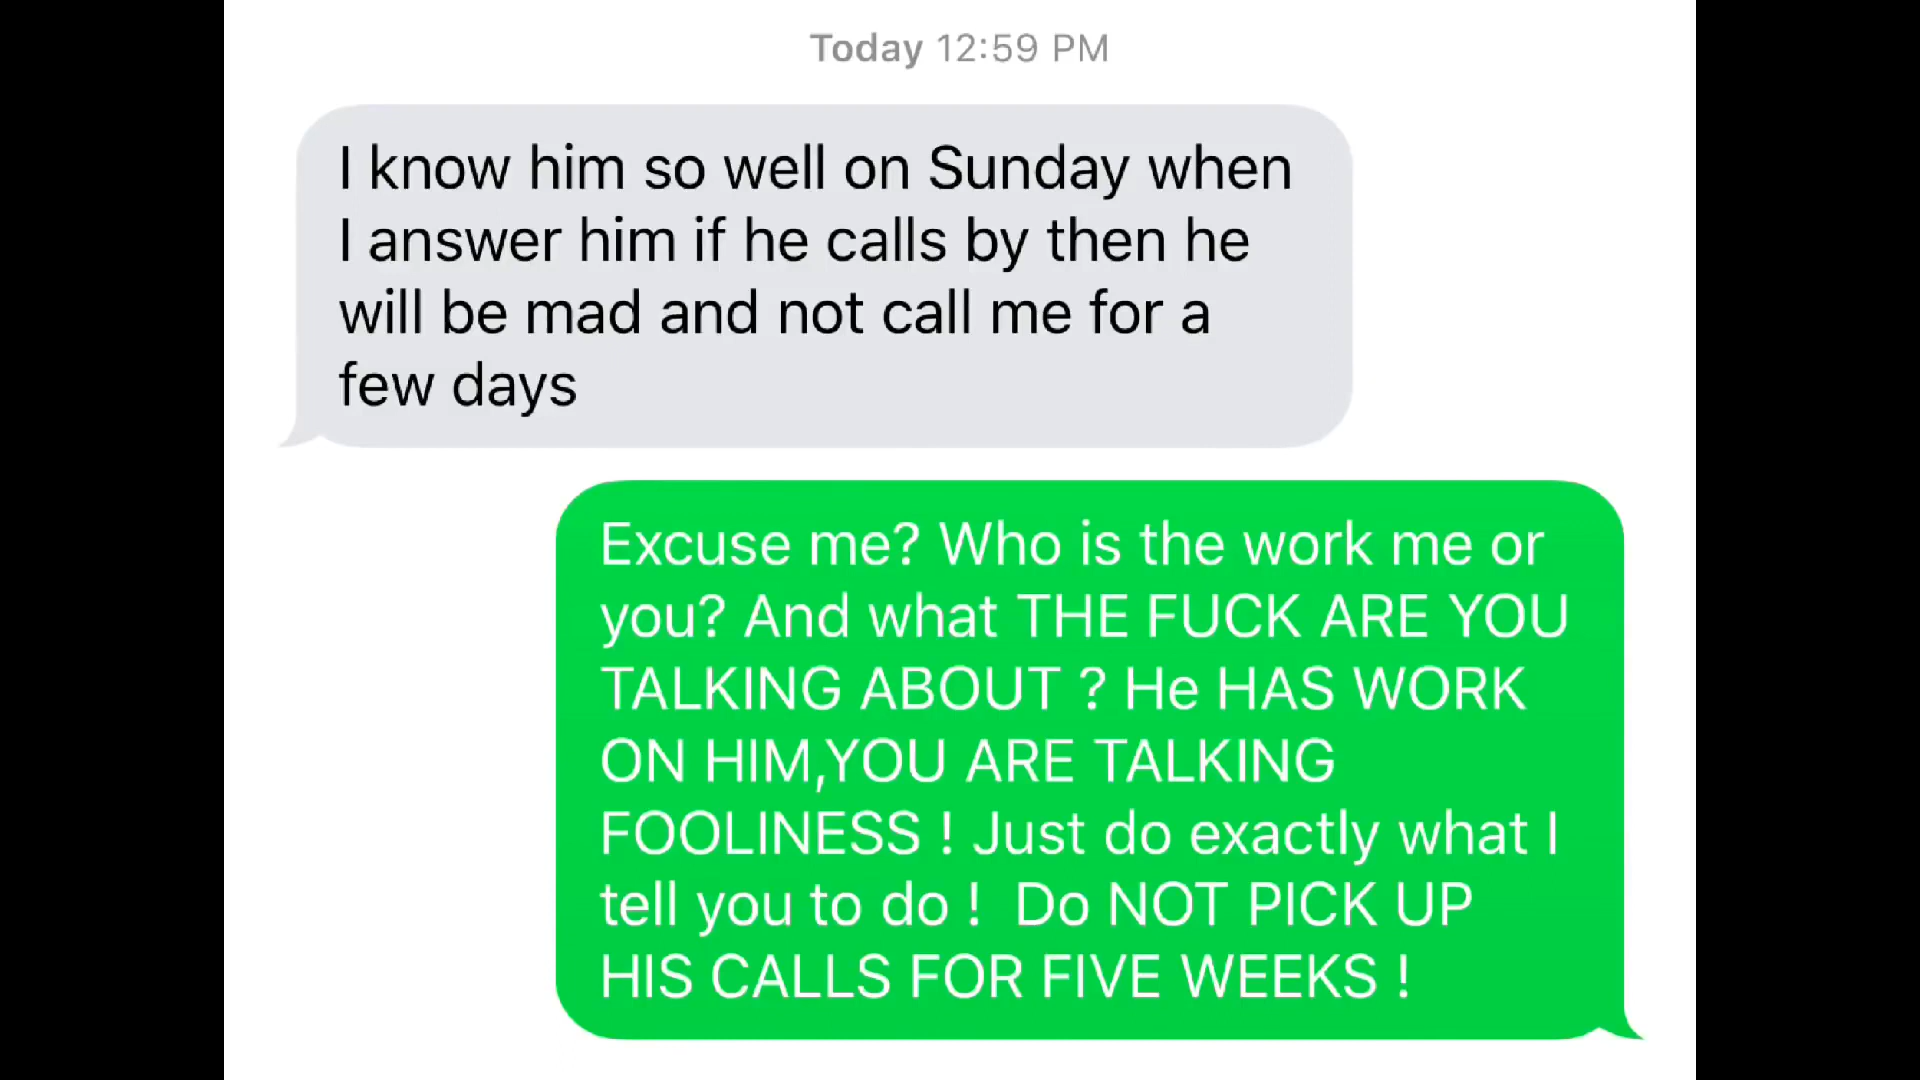 Today 12:59 PM
I know him so well on Sunday when
I answer him if he calls by then he
will be mad and not call me for a
few days
Excuse me? Who is the work me or
you? And what THE FUCK ARE YOU
TALKING ABOUT ? He HAS WORK
ON HIM,YOU ARE TALKING
FOOLINESS ! Just do exactly what I
tell you to do !  Do NOT PICK UP
HIS CALLS FOR FIVE WEEKS !